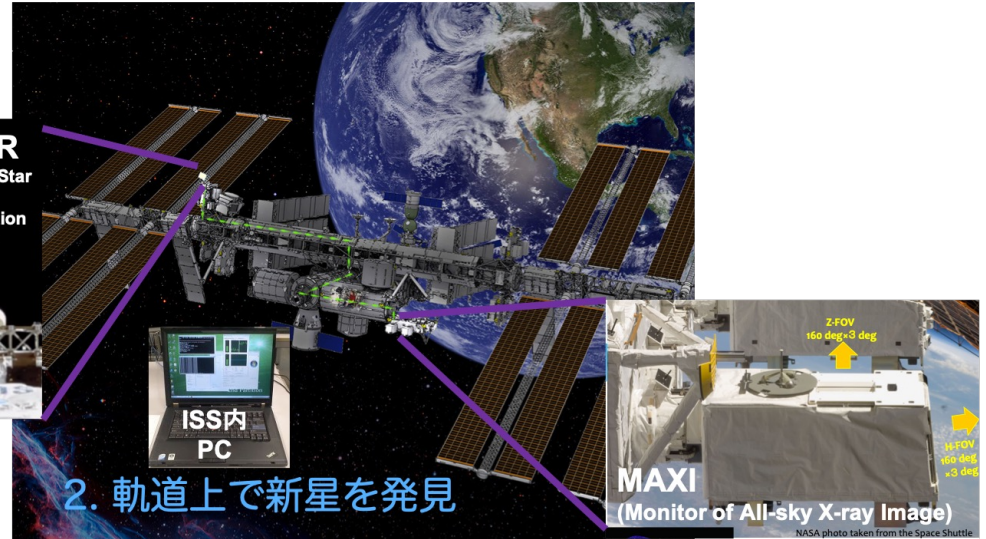 R
Star
ion
Z-FOV
160 deg×3 deg
H-FOV
160 deg
×3 deg
ISS内
PC
2. 軌道上で新星を発見
MAXI
(Monitor of All-sky X-ray Image)
NASA photo taken from the Space Shuttle